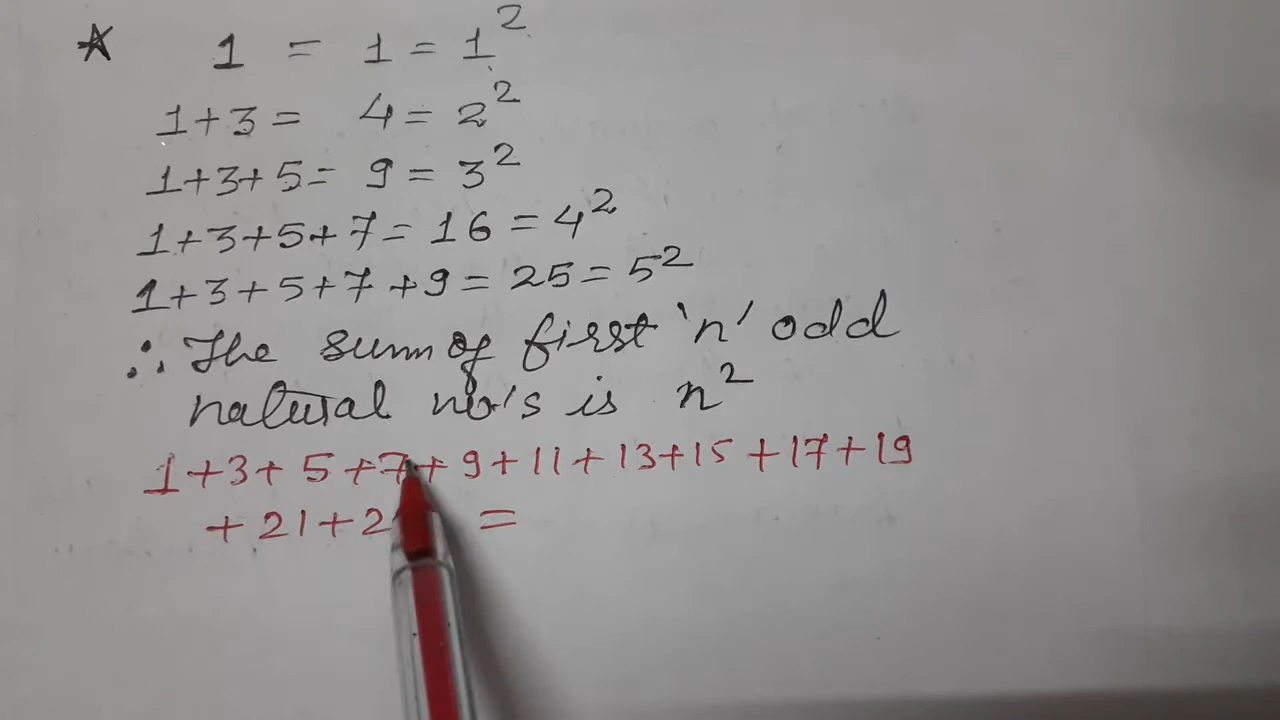 ☆ 1 = 1 = 1²
1+3 = 4 = 2²
1+3+5 = 9 = 3²
1+3+5+7 = 16 = 4²
1+3+5+7+9 = 25 = 5²
∴ The sum of first 'n' odd
natural no's is n²
1+3+5+7+9+11+13+15+17+19
+21+2 =